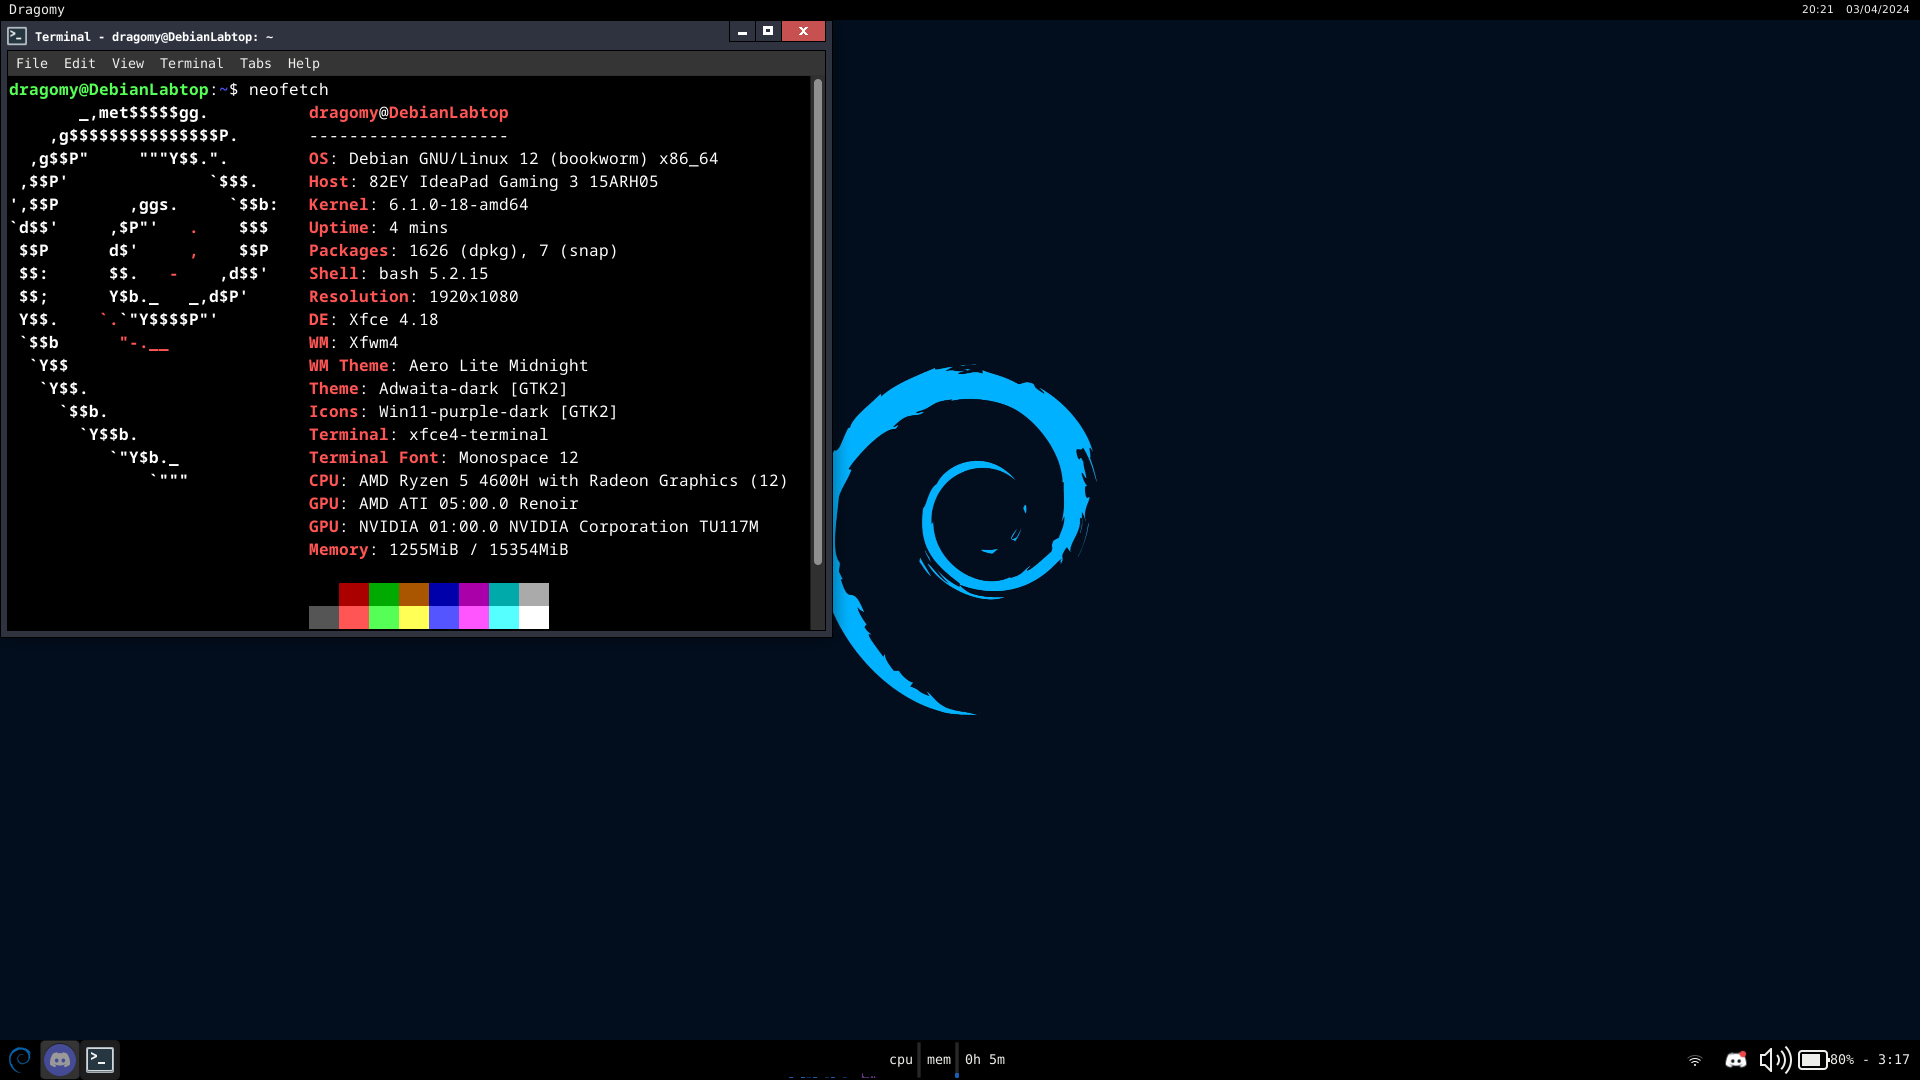 Dragomy
20:21 03/04/2024
Terminal - dragomy@DebianLabtop: ~
File Edit View Terminal Tabs Help
dragomy@DebianLabtop:~$ neofetch
       _,met$$$$$gg.          dragomy@DebianLabtop
    ,g$$$$$$$$$$$$$$$P.       --------------------
  ,g$$P"     """Y$$.".        OS: Debian GNU/Linux 12 (bookworm) x86_64
 ,$$P'              `$$$.     Host: 82EY IdeaPad Gaming 3 15ARH05
',$$P       ,ggs.     `$$b:   Kernel: 6.1.0-18-amd64
`d$$'     ,$P"'   .    $$$    Uptime: 4 mins
 $$P      d$'     ,    $$P    Packages: 1626 (dpkg), 7 (snap)
 $$:      $$.   -    ,d$$'    Shell: bash 5.2.15
 $$;      Y$b._   _,d$P'      Resolution: 1920x1080
 Y$$.    `.`"Y$$$$P"'         DE: Xfce 4.18
 `$$b      "-.__              WM: Xfwm4
  `Y$$                        WM Theme: Aero Lite Midnight
   `Y$$.                      Theme: Adwaita-dark [GTK2]
     `$$b.                    Icons: Win11-purple-dark [GTK2]
       `Y$$b.                 Terminal: xfce4-terminal
          `"Y$b._             Terminal Font: Monospace 12
              `"""            CPU: AMD Ryzen 5 4600H with Radeon Graphics (12)
                              GPU: AMD ATI 05:00.0 Renoir
                              GPU: NVIDIA 01:00.0 NVIDIA Corporation TU117M
                              Memory: 1255MiB / 15354MiB
cpu mem 0h 5m
80% - 3:17